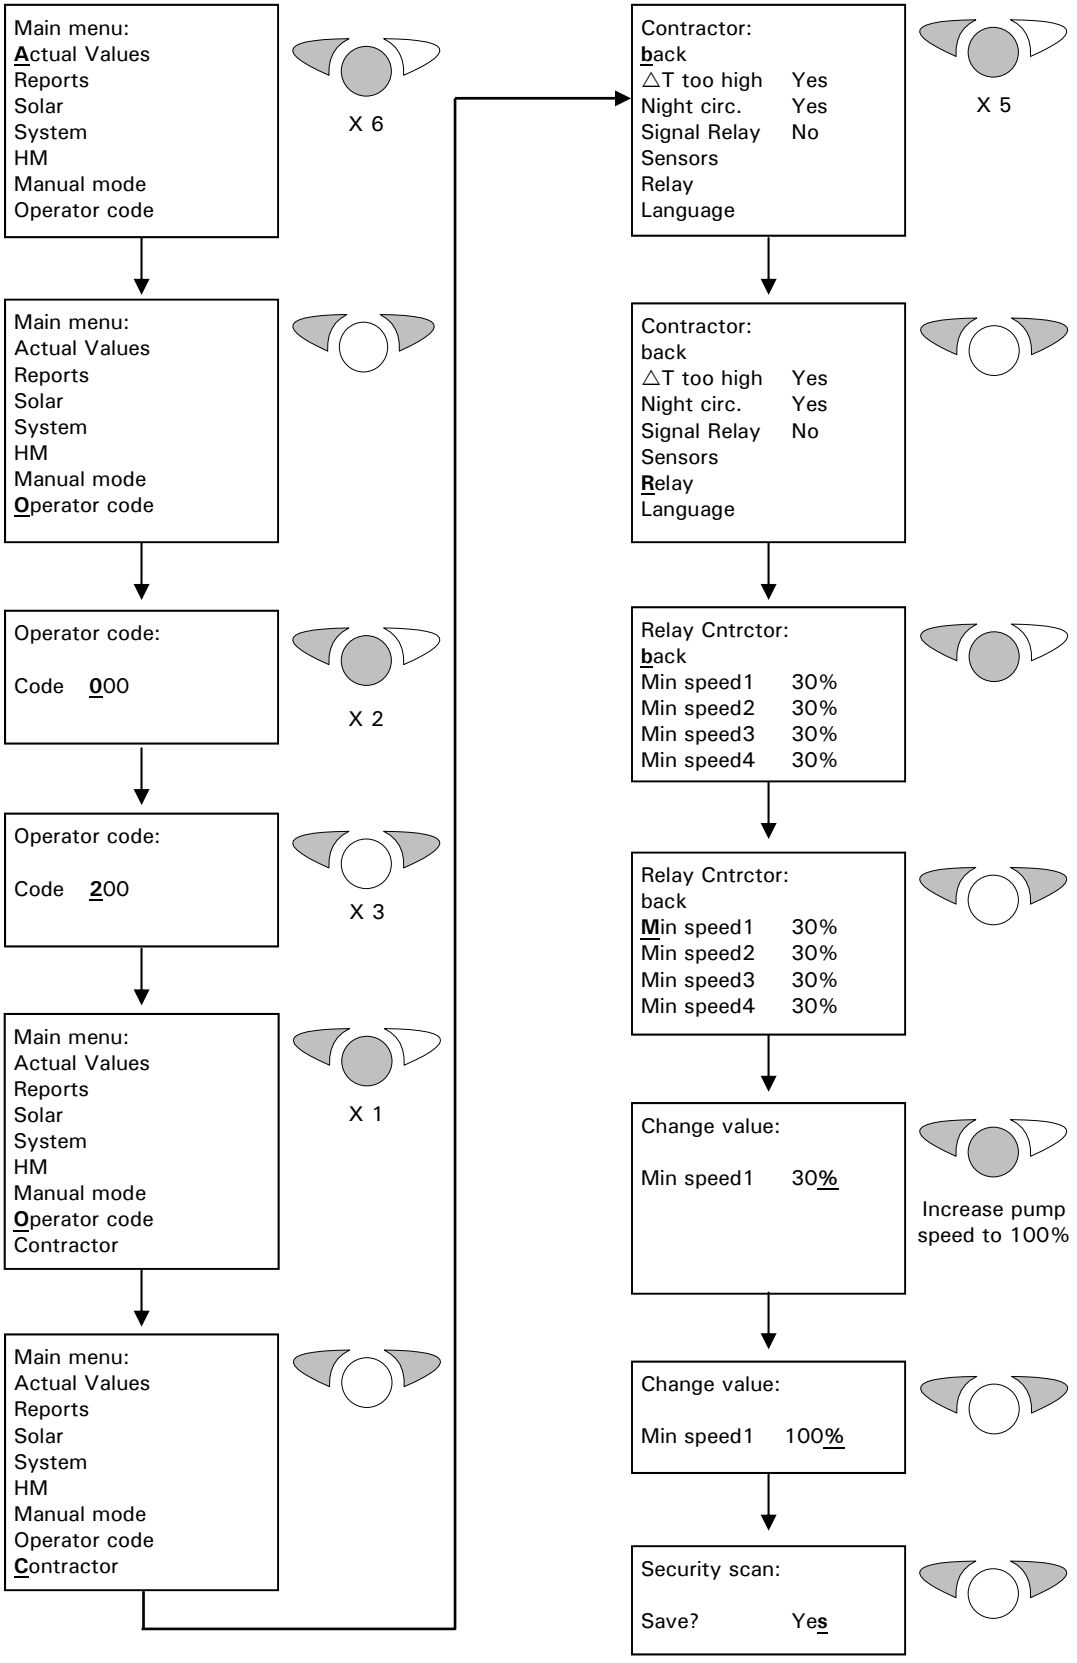 Main menu:
Actual Values
Reports
Solar
System
HM
Manual mode
Operator code
X 6
Main menu:
Actual Values
Reports
Solar
System
HM
Manual mode
Operator code
Operator code:
Code 000
X 2
Operator code:
Code 200
X 3
Main menu:
Actual Values
Reports
Solar
System
HM
Manual mode
Operator code
Contractor
X 1
Main menu:
Actual Values
Reports
Solar
System
HM
Manual mode
Operator code
Contractor
Contractor:
back
△T too high Yes
Night circ. Yes
Signal Relay No
Sensors
Relay
Language
X 5
Contractor:
back
△T too high Yes
Night circ. Yes
Signal Relay No
Sensors
Relay
Language
Relay Cntrctor:
back
Min speed1 30%
Min speed2 30%
Min speed3 30%
Min speed4 30%
Relay Cntrctor:
back
Min speed1 30%
Min speed2 30%
Min speed3 30%
Min speed4 30%
Change value:
Min speed1 30%
Increase pump
speed to 100%
Change value:
Min speed1 100%
Security scan:
Save? Yes